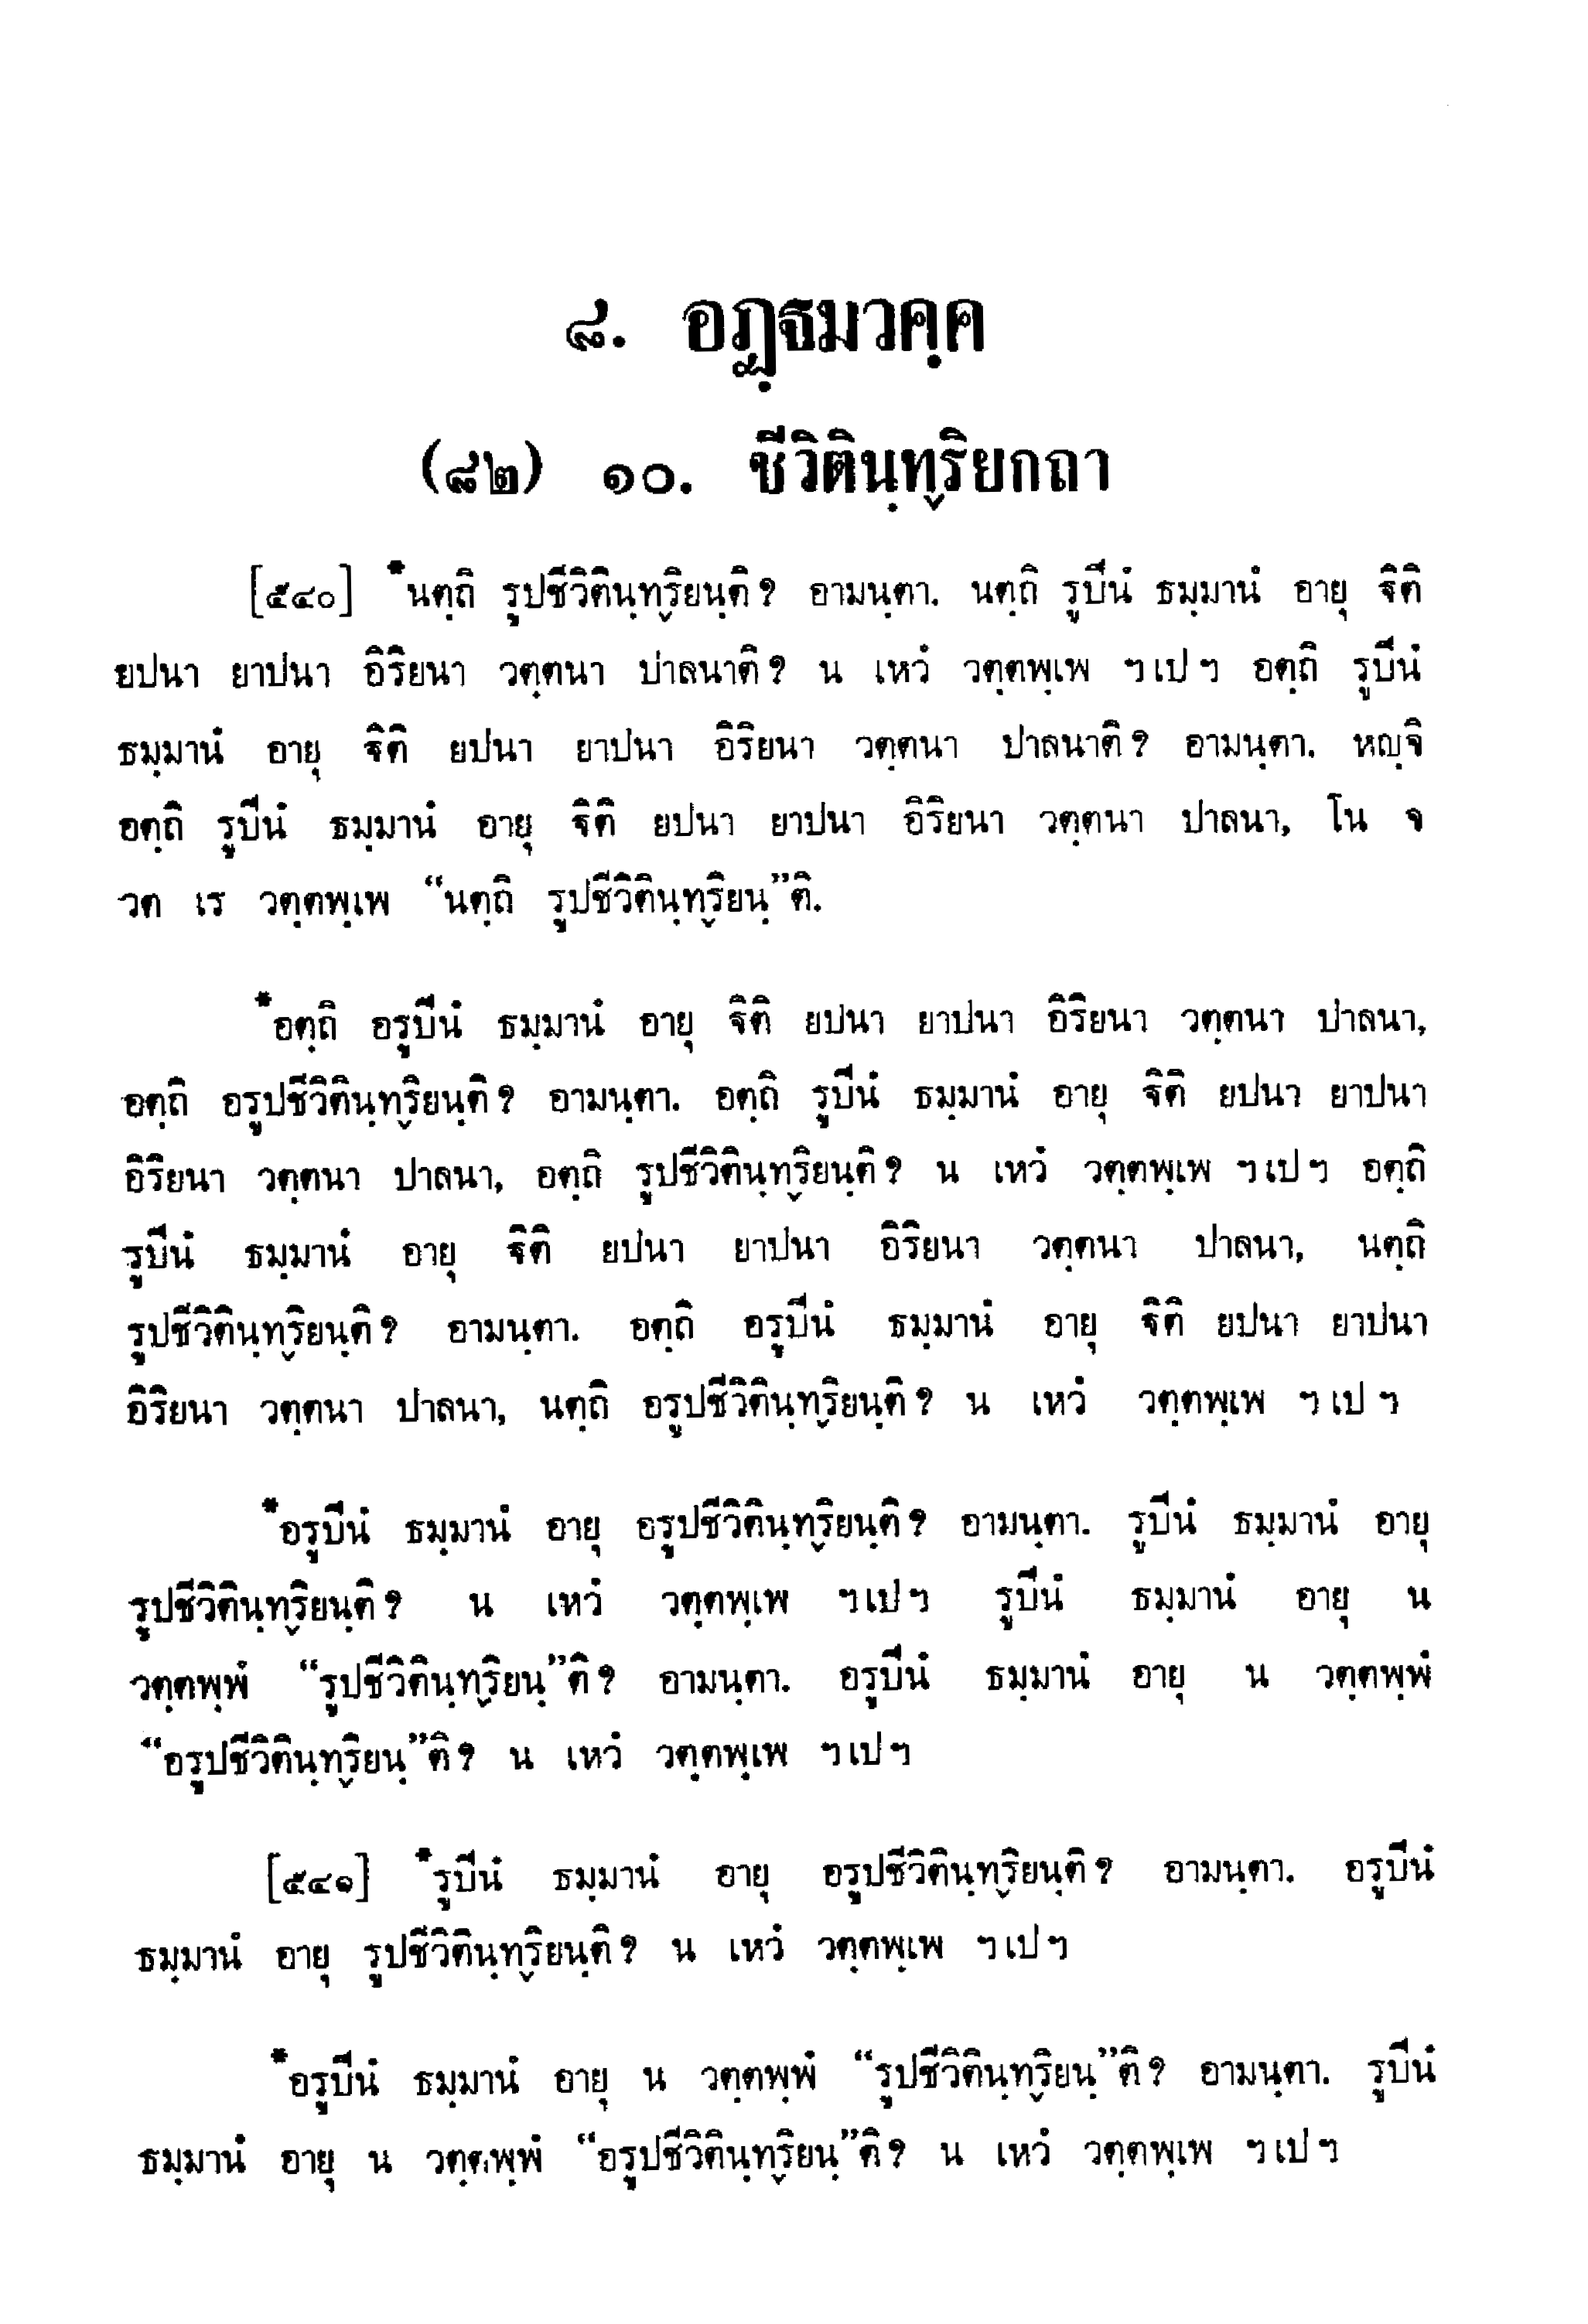 ๘. อฏฺฐมวคฺค
(๘๒) ๑๐. ชีวิตินฺทฺริยกถา
[๕๔๐] *นตฺถิ รูปชีวิตินฺทฺริยนฺติ? อามนฺตา. นตฺถิ รูปีนํ ธมฺมานํ อายุ ฐิติ
ยปนา ยาปนา อิริยนา วตฺตนา ปาลนาติ? น เหวํ วตฺตพฺเพ ฯเปฯ อตฺถิ รูปีนํ
ธมฺมานํ อายุ ฐิติ ยปนา ยาปนา อิริยนา วตฺตนา ปาลนาติ? อามนฺตา. หญฺจิ
อตฺถิ รูปีนํ ธมฺมานํ อายุ ฐิติ ยปนา ยาปนา อิริยนา วตฺตนา ปาลนา, โน จ
วต เร วตฺตพฺเพ “นตฺถิ รูปชีวิตินฺทฺริยนฺ”ติ.
*อตฺถิ อรูปีนํ ธมฺมานํ อายุ ฐิติ ยปนา ยาปนา อิริยนา วตฺตนา ปาลนา,
อตฺถิ อรูปชีวิตินฺทฺริยนฺติ? อามนฺตา. อตฺถิ รูปีนํ ธมฺมานํ อายุ ฐิติ ยปนา ยาปนา
อิริยนา วตฺตนา ปาลนา, อตฺถิ รูปชีวิตินฺทฺริยนฺติ? น เหวํ วตฺตพฺเพ ฯเปฯ อตฺถิ
รูปีนํ ธมฺมานํ อายุ ฐิติ ยปนา ยาปนา อิริยนา วตฺตนา ปาลนา, นตฺถิ
รูปชีวิตินฺทฺริยนฺติ? อามนฺตา. อตฺถิ อรูปีนํ ธมฺมานํ อายุ ฐิติ ยปนา ยาปนา
อิริยนา วตฺตนา ปาลนา, นตฺถิ อรูปชีวิตินฺทฺริยนฺติ? น เหวํ วตฺตพฺเพ ฯเปฯ
*อรูปีนํ ธมฺมานํ อายุ อรูปชีวิตินฺทฺริยนฺติ? อามนฺตา. รูปีนํ ธมฺมานํ อายุ
รูปชีวิตินฺทฺริยนฺติ? น เหวํ วตฺตพฺเพ ฯเปฯ รูปีนํ ธมฺมานํ อายุ น
วตฺตพฺพํ “รูปชีวิตินฺทฺริยนฺ”ติ? อามนฺตา. อรูปีนํ ธมฺมานํ อายุ น วตฺตพฺพํ
“อรูปชีวิตินฺทฺริยนฺ”ติ? น เหวํ วตฺตพฺเพ ฯเปฯ
[๕๔๑] *รูปีนํ ธมฺมานํ อายุ อรูปชีวิตินฺทฺริยนฺติ? อามนฺตา. อรูปีนํ
ธมฺมานํ อายุ รูปชีวิตินฺทฺริยนฺติ? น เหวํ วตฺตพฺเพ ฯเปฯ
*อรูปีนํ ธมฺมานํ อายุ น วตฺตพฺพํ “รูปชีวิตินฺทฺริยนฺ”ติ? อามนฺตา. รูปีนํ
ธมฺมานํ อายุ น วตฺตพฺพํ “อรูปชีวิตินฺทฺริยนฺ”ติ? น เหวํ วตฺตพฺเพ ฯเปฯ